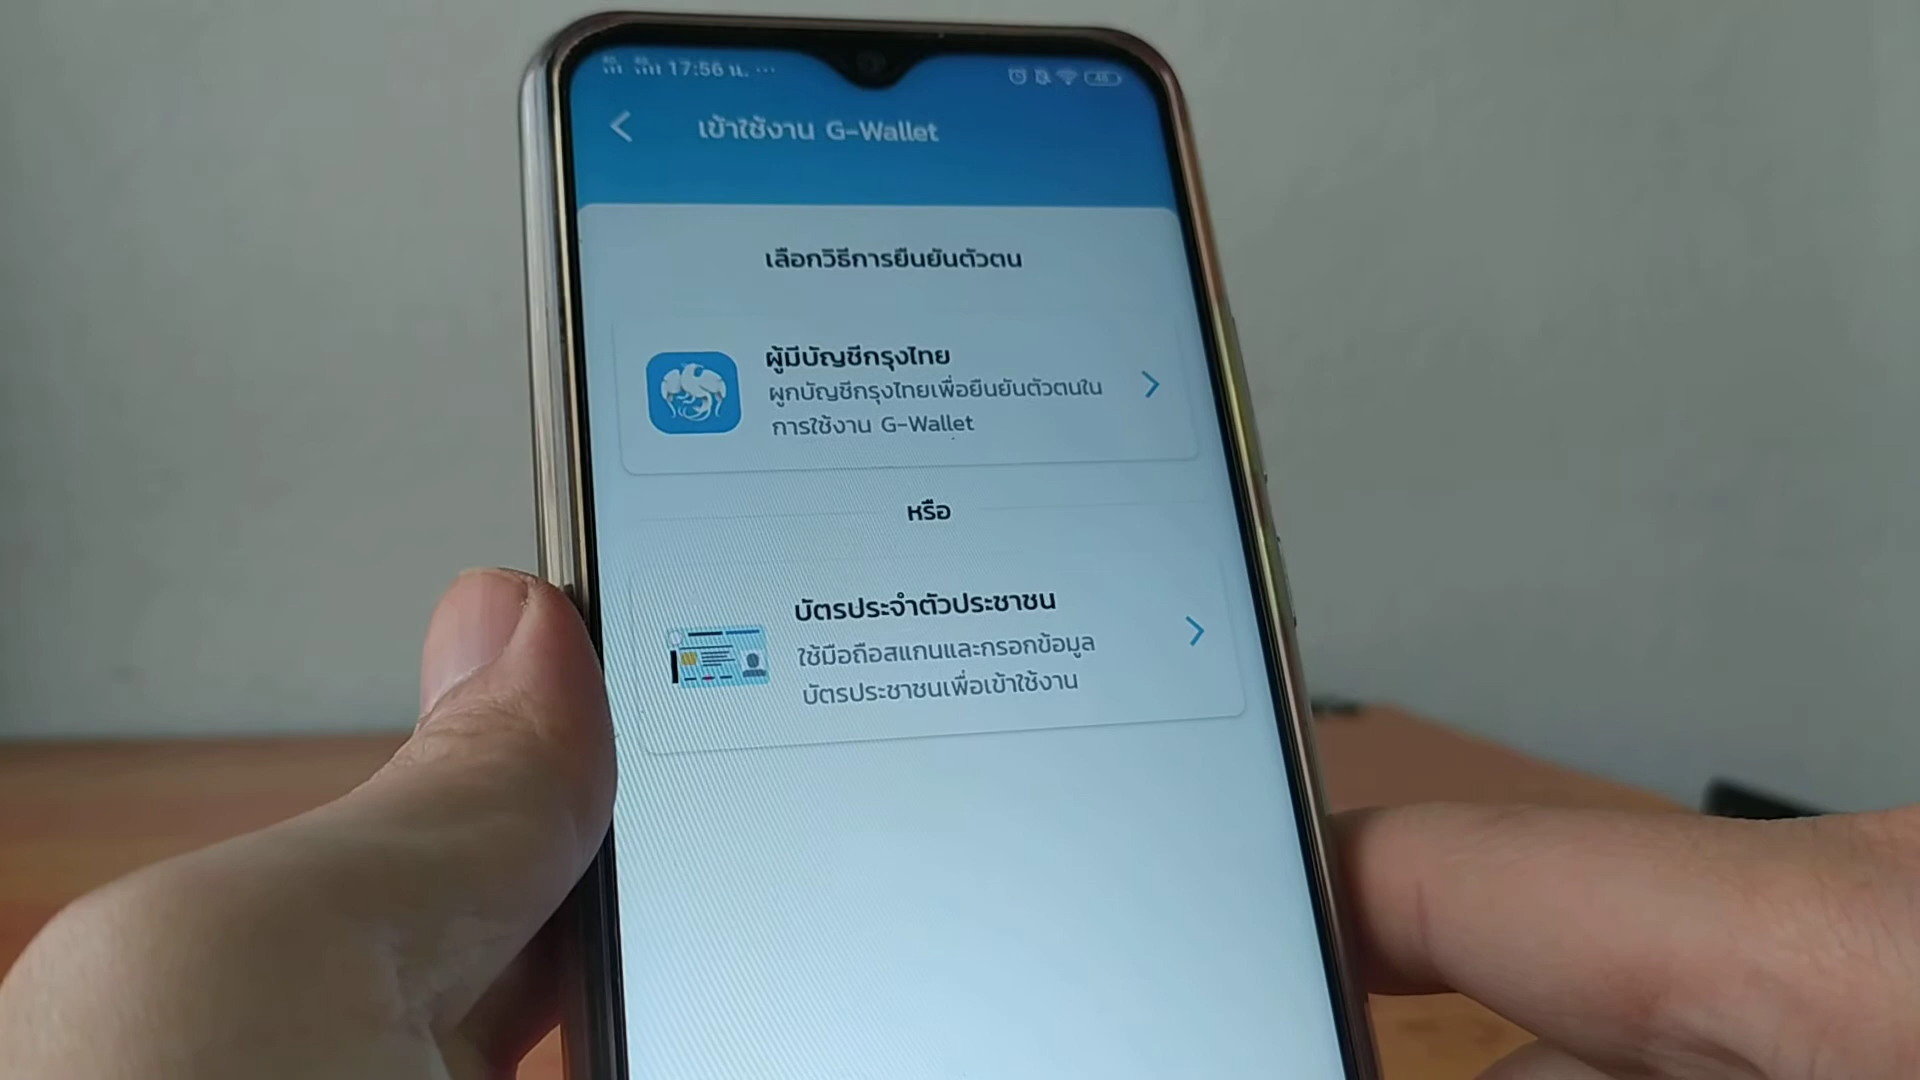 17:56 น. ...
48
เข้าใช้งาน G-Wallet
เลือกวิธีการยืนยันตัวตน
ผู้มีบัญชีกรุงไทย
ผูกบัญชีกรุงไทยเพื่อยืนยันตัวตนใน
การใช้งาน G-Wallet
หรือ
บัตรประจำตัวประชาชน
ใช้มือถือสแกนและกรอกข้อมูล
บัตรประชาชนเพื่อเข้าใช้งาน